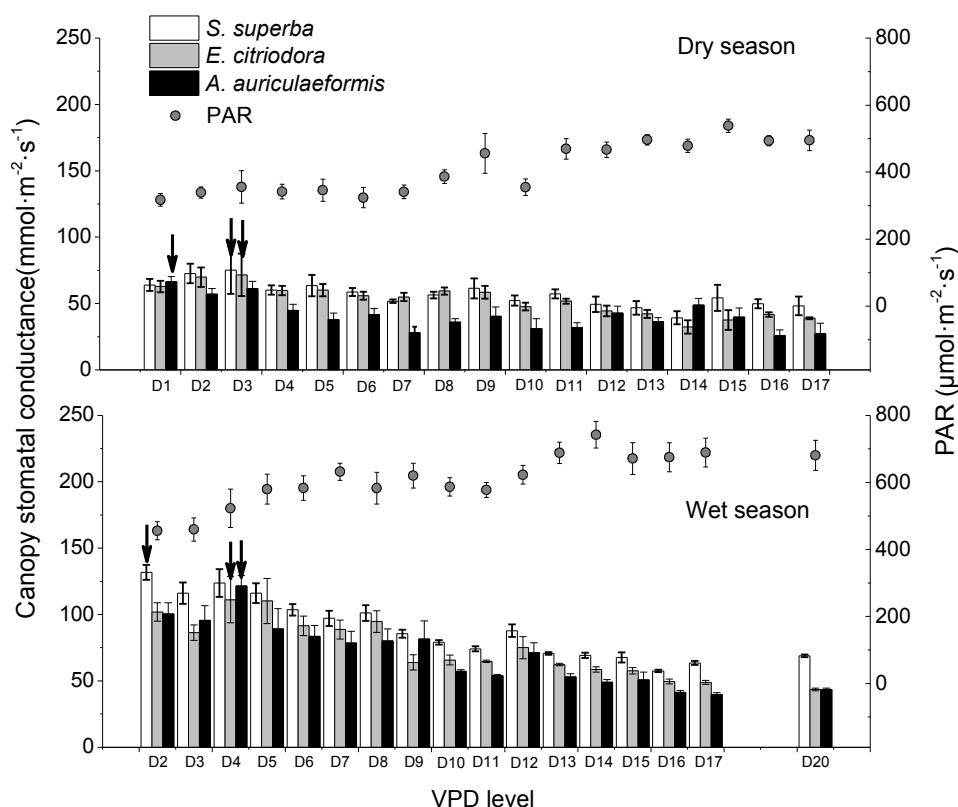 Canopy stomatal conductance(mmol·m⁻²·s⁻¹)
PAR (μmol·m⁻²·s⁻¹)
S. superba
E. citriodora
A. auriculaeformis
PAR
Dry season
250
200
150
100
50
0
800
600
400
200
0
D1 D2 D3 D4 D5 D6 D7 D8 D9 D10 D11 D12 D13 D14 D15 D16 D17
Wet season
250
200
150
100
50
0
800
600
400
200
0
D2 D3 D4 D5 D6 D7 D8 D9 D10 D11 D12 D13 D14 D15 D16 D17 D20
VPD level